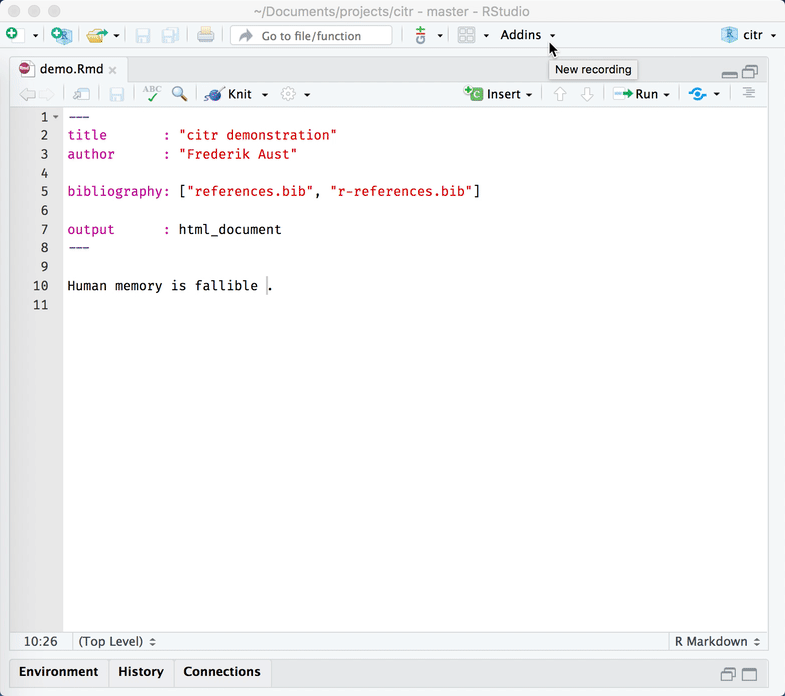 ~/Documents/projects/citr - master - RStudio
Go to file/function
Addins
citr
New recording
demo.Rmd
ABC
Knit
Insert
Run
1 ---
2 title       : "citr demonstration"
3 author      : "Frederik Aust"
4
5 bibliography: ["references.bib", "r-references.bib"]
6
7 output      : html_document
8 ---
9
10 Human memory is fallible .
11
10:26
(Top Level)
R Markdown
Environment
History
Connections